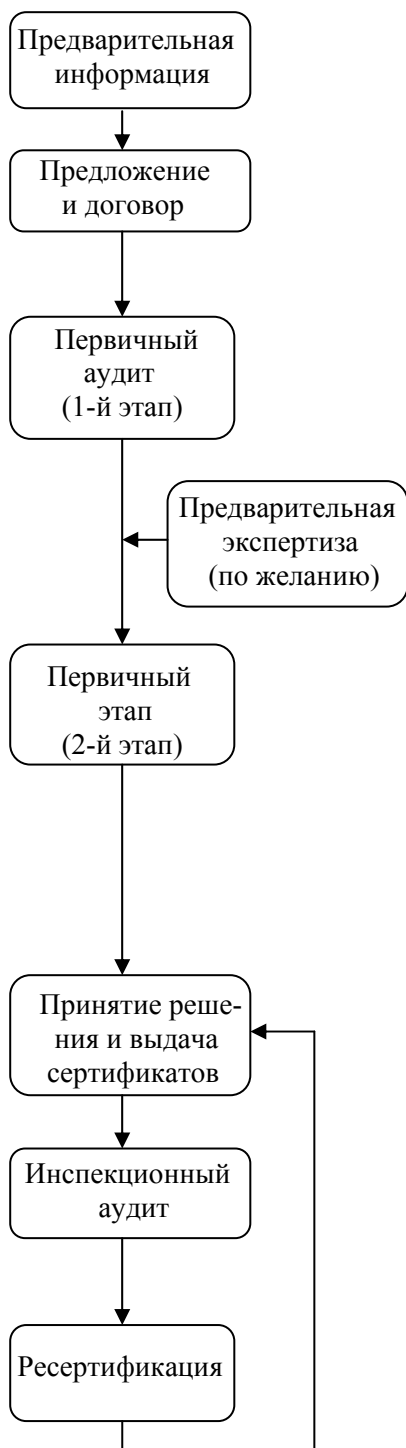 Предварительная
информация
Предложение
и договор
Первичный
аудит
(1-й этап)
Предварительная
экспертиза
(по желанию)
Первичный
этап
(2-й этап)
Принятие реше-
ния и выдача
сертификатов
Инспекционный
аудит
Ресертификация